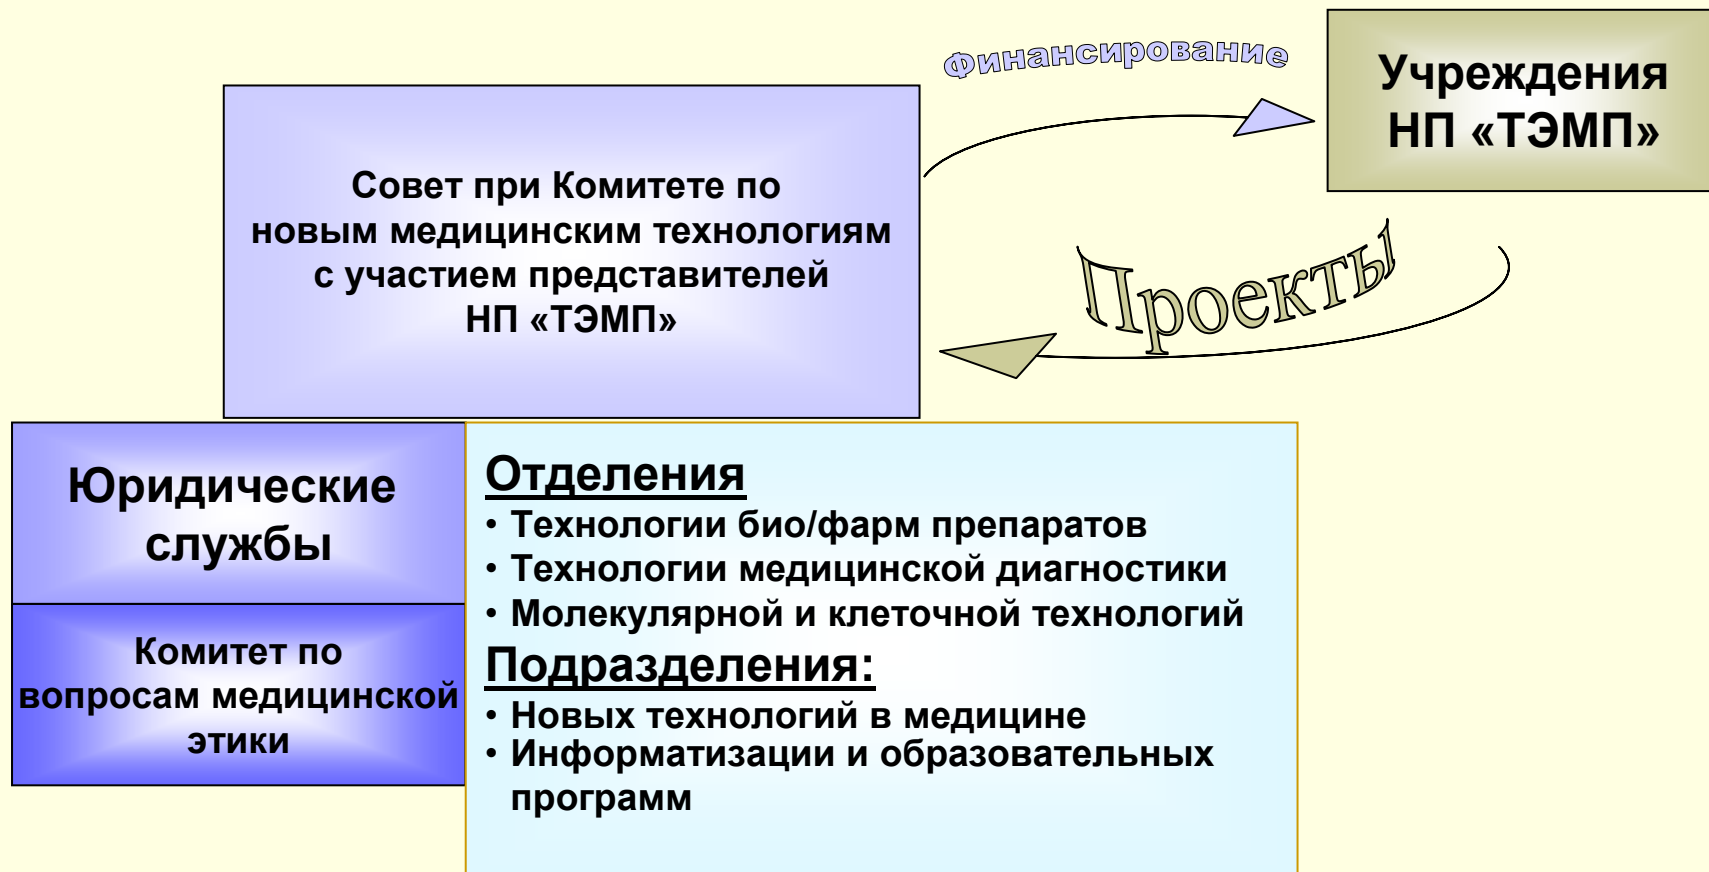 Финансирование
Учреждения
НП «ТЭМП»
Совет при Комитете по
новым медицинским технологиям
с участием представителей
НП «ТЭМП»
Проекты
Юридические
службы
Комитет по
вопросам медицинской
этики
Отделения
• Технологии био/фарм препаратов
• Технологии медицинской диагностики
• Молекулярной и клеточной технологий
Подразделения:
• Новых технологий в медицине
• Информатизации и образовательных
программ